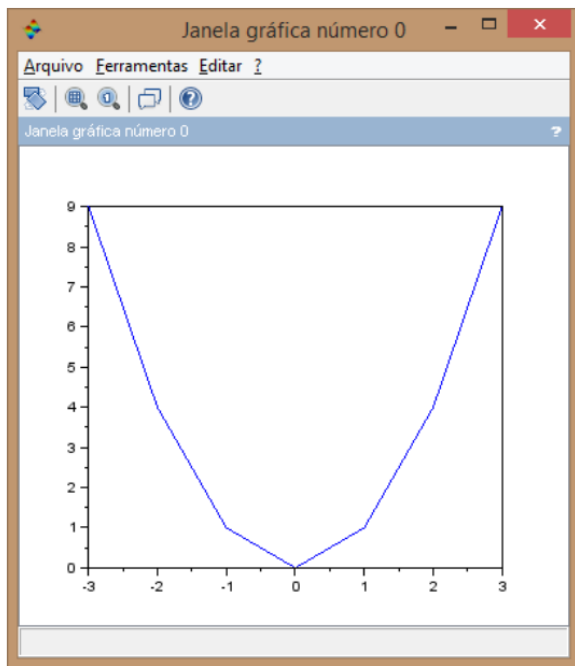 Janela gráfica número 0
Arquivo Ferramentas Editar ?
Janela gráfica número 0 ?
9
8
7
6
5
4
3
2
1
0
-3 -2 -1 0 1 2 3